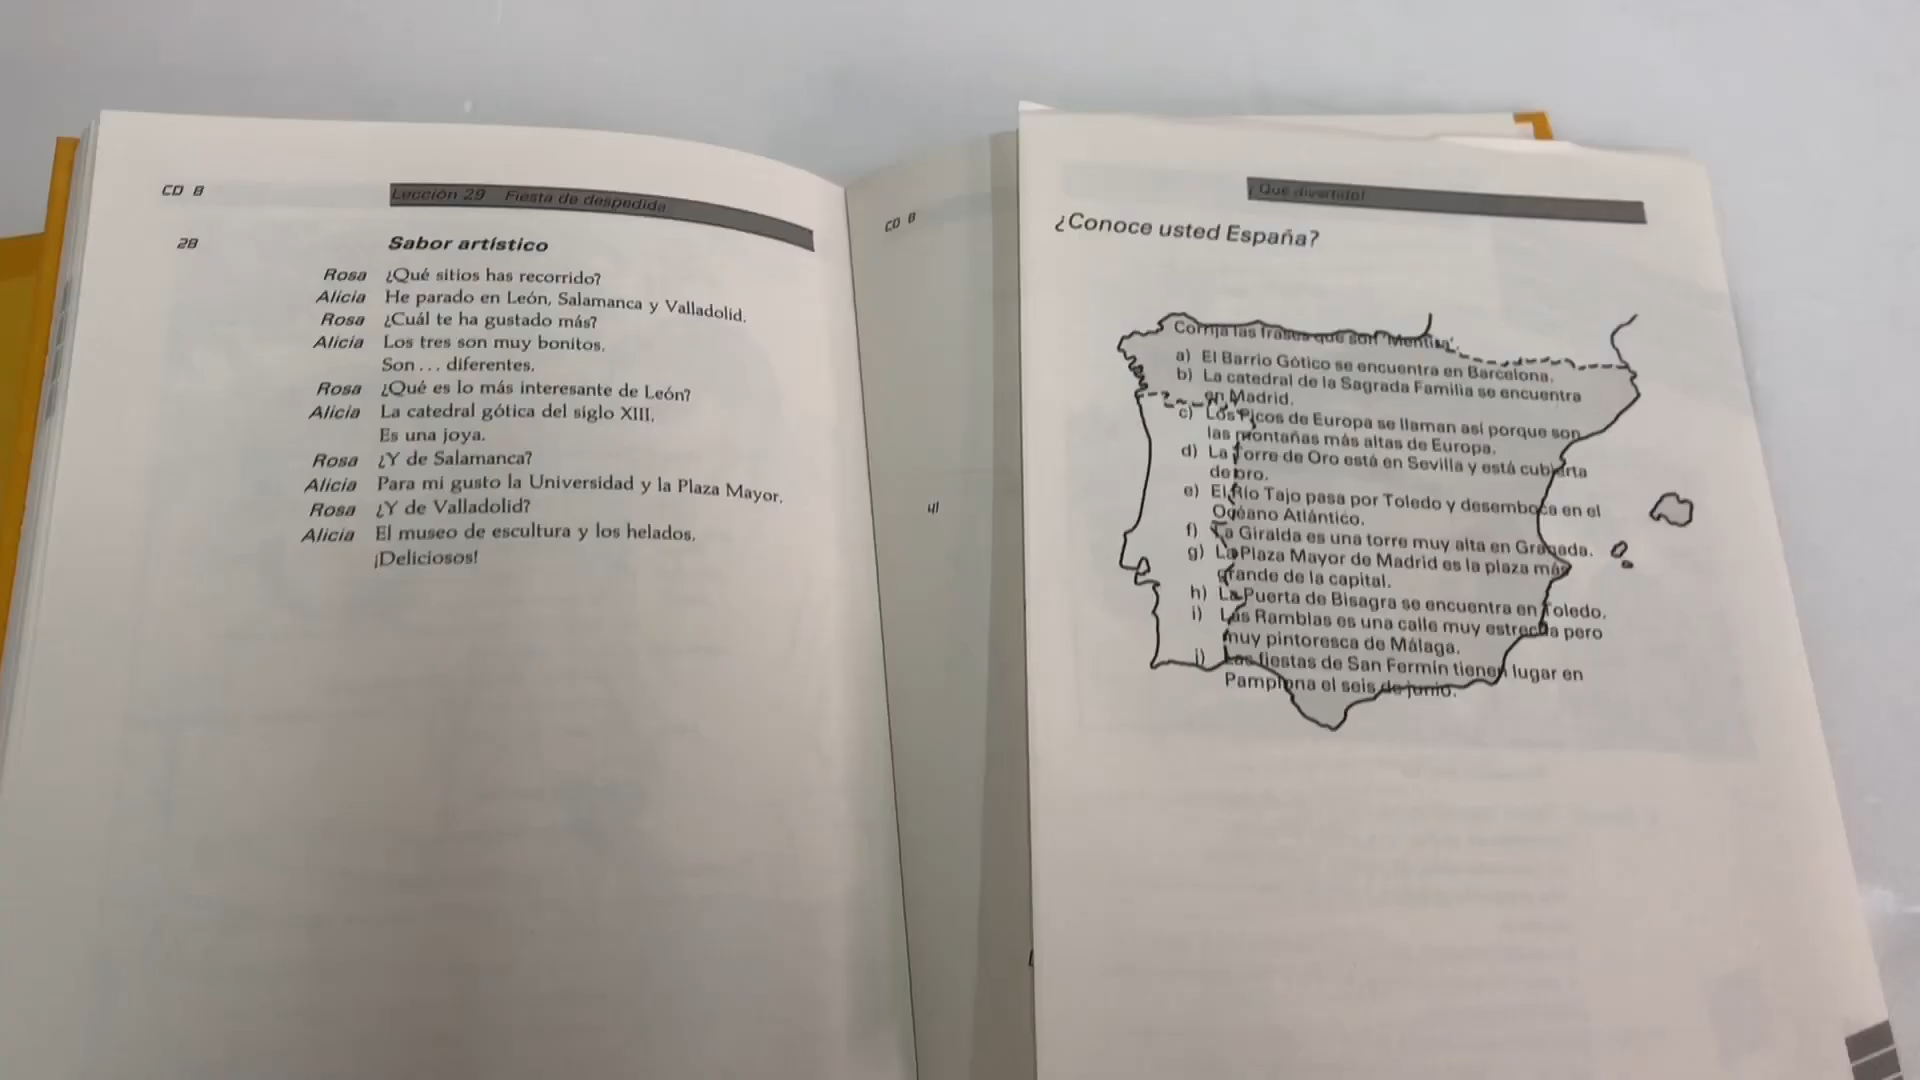 CD B
Lección 29 Fiesta de despedida
28
Sabor artístico
Rosa ¿Qué sitios has recorrido?
Alicia He parado en León, Salamanca y Valladolid.
Rosa ¿Cuál te ha gustado más?
Alicia Los tres son muy bonitos.
Son . . . diferentes.
Rosa ¿Qué es lo más interesante de León?
Alicia La catedral gótica del siglo XIII.
Es una joya.
Rosa ¿Y de Salamanca?
Alicia Para mi gusto la Universidad y la Plaza Mayor.
Rosa ¿Y de Valladolid?
Alicia El museo de escultura y los helados.
¡Deliciosos!
CD B
41
¡Qué divertido!
¿Conoce usted España?
Corrija las frases que son 'Mentira'.
a) El Barrio Gótico se encuentra en Barcelona.
b) La catedral de la Sagrada Familia se encuentra
en Madrid.
c) Los Picos de Europa se llaman así porque son
las montañas más altas de Europa.
d) La Torre de Oro está en Sevilla y está cubierta
de oro.
e) El Río Tajo pasa por Toledo y desemboca en el
Océano Atlántico.
f) La Giralda es una torre muy alta en Granada.
g) La Plaza Mayor de Madrid es la plaza más
grande de la capital.
h) La Puerta de Bisagra se encuentra en Toledo.
i) Las Ramblas es una calle muy estrecha pero
muy pintoresca de Málaga.
j) Las fiestas de San Fermín tienen lugar en
Pamplona el seis de junio.